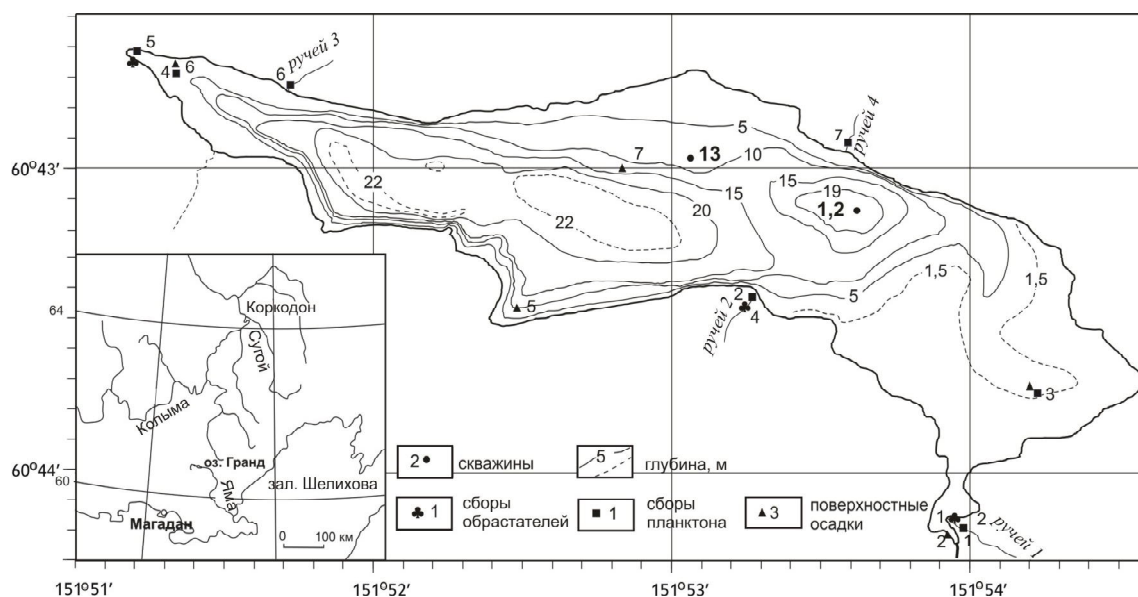 5
4
6
6
ручей 3
5
7
ручей 4
60°43′
22
7
13
10
15
15
19
1,2
22
20
1,5
1,5
5
5
2
4
ручей 2
3
64
Коркодон
Сугой
Колыма
оз. Гранд
Яма
зал. Шелихова
Магадан
0 100 км
60°44′
60
2 скважины
5 глубина, м
1 сборы обрастателей
1 сборы планктона
3 поверхностные осадки
1
2
2
1
ручей 1
151°51′
151°52′
151°53′
151°54′